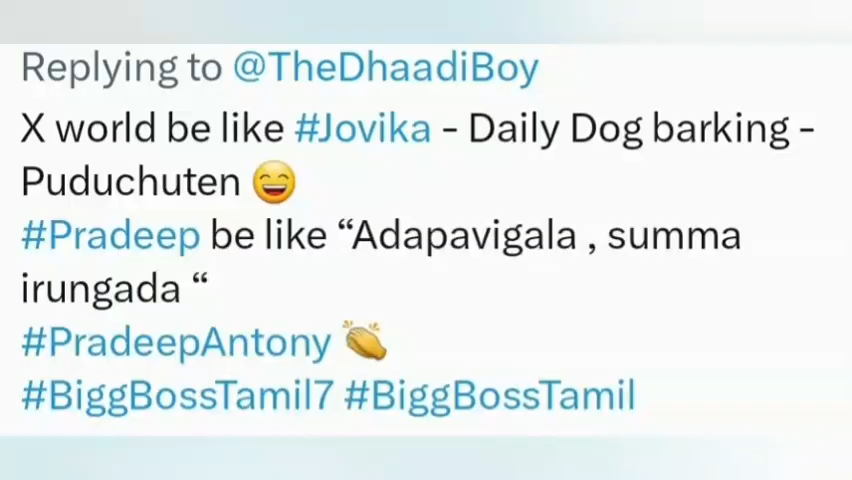 Replying to @TheDhaadiBoy
X world be like #Jovika - Daily Dog barking -
Puduchuten 😄
#Pradeep be like “Adapavigala , summa
irungada “
#PradeepAntony 👏
#BiggBossTamil7 #BiggBossTamil